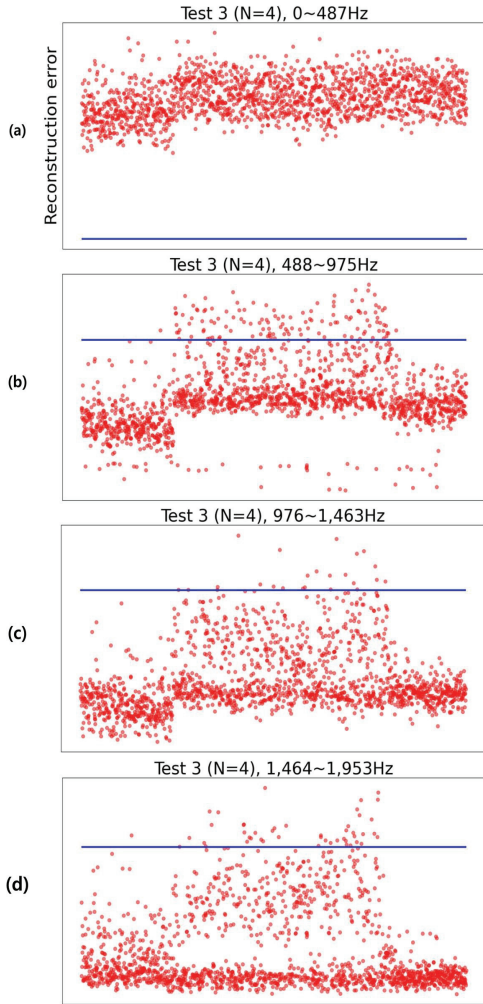 Test 3 (N=4), 0~487Hz
(a)
Reconstruction error
Test 3 (N=4), 488~975Hz
(b)
Test 3 (N=4), 976~1,463Hz
(c)
Test 3 (N=4), 1,464~1,953Hz
(d)